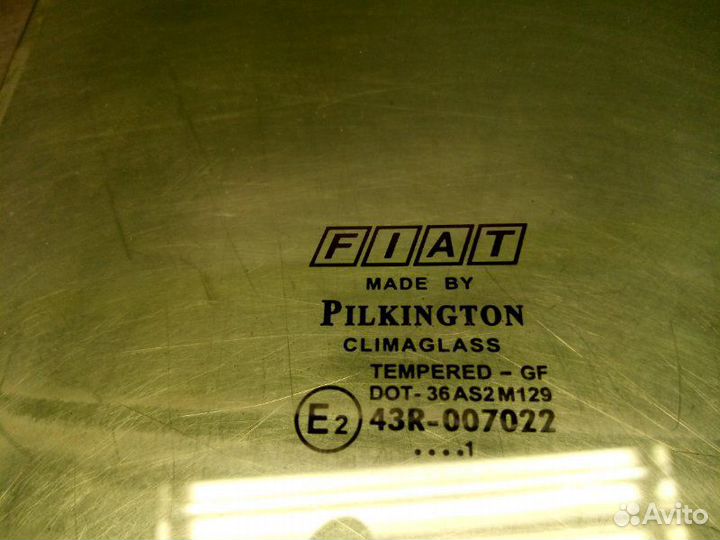 FIAT
MADE BY
PILKINGTON
CLIMAGLASS
TEMPERED - GF
DOT-36AS2M129
E2 43R-007022
....1
Avito